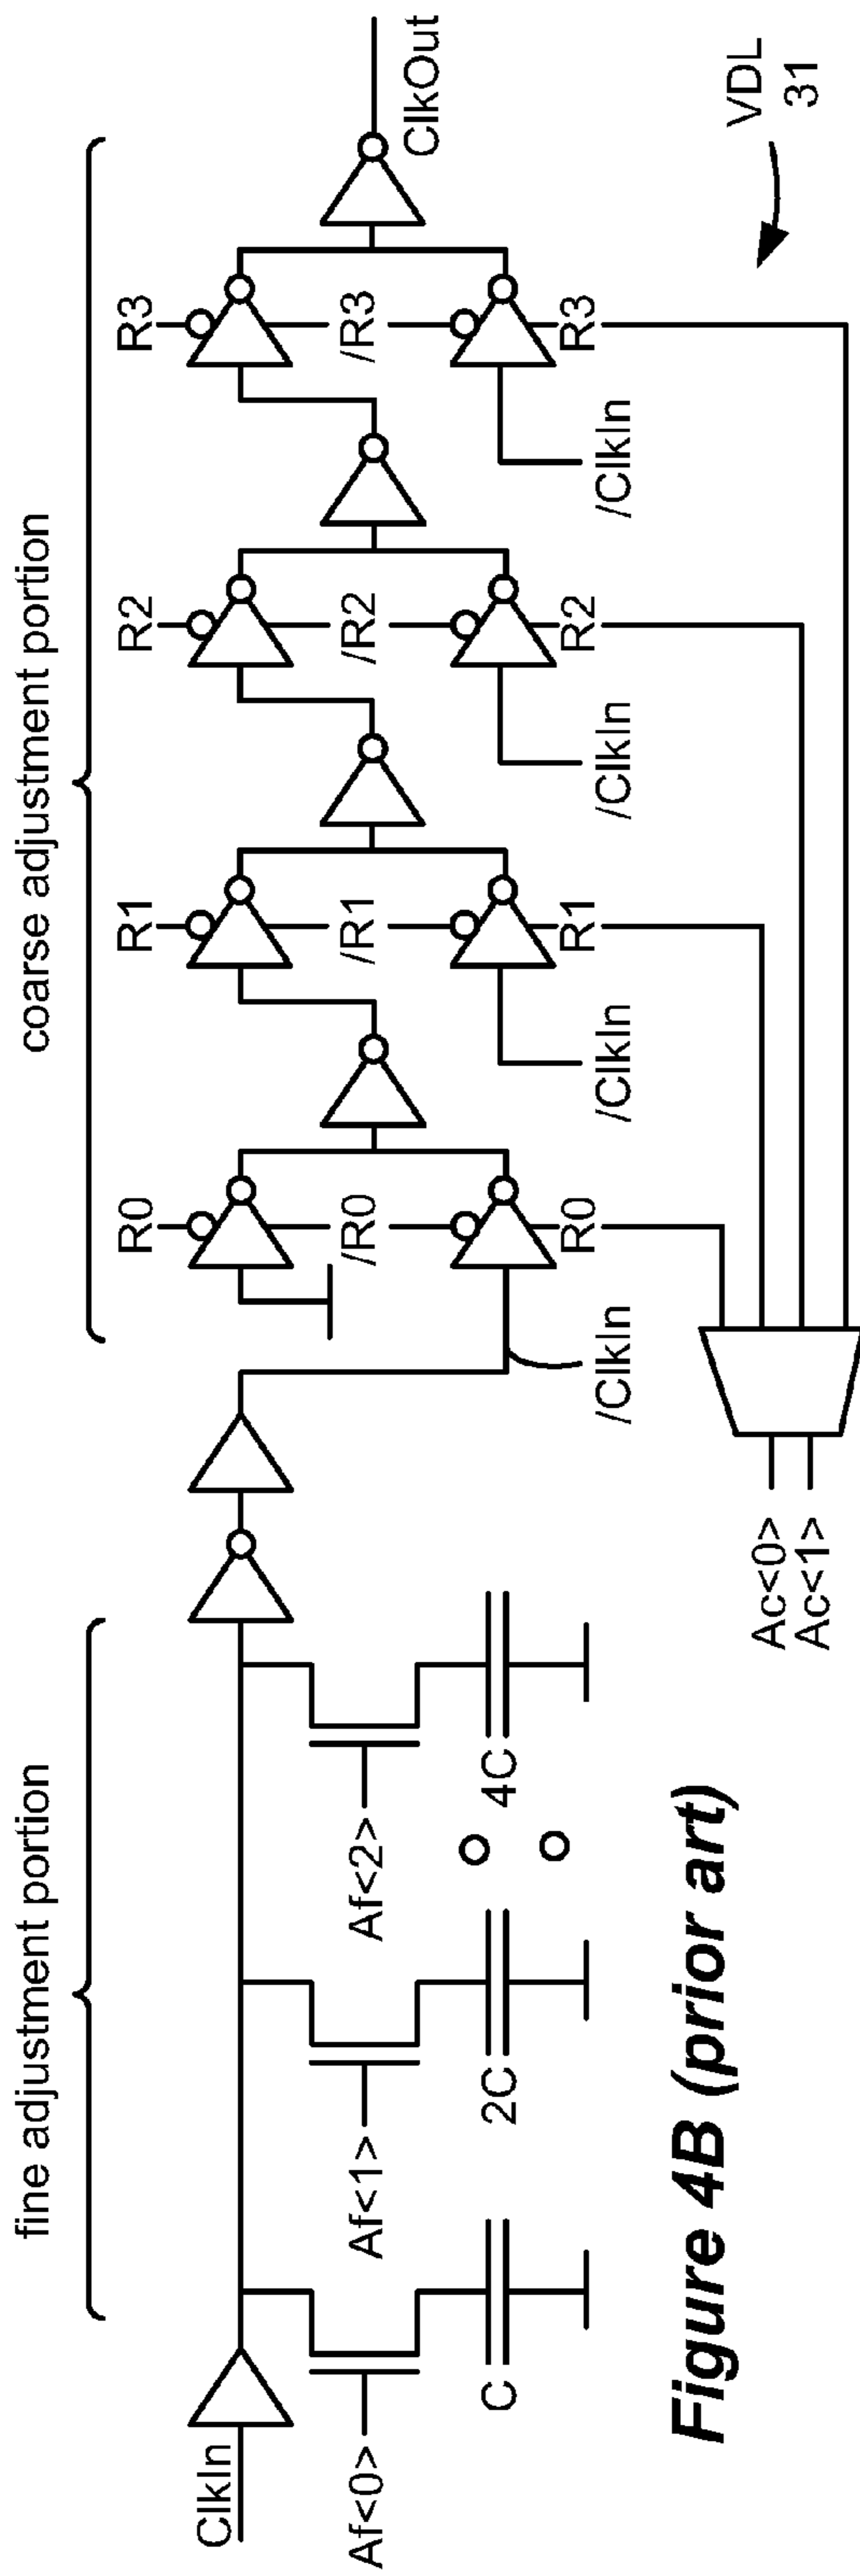 fine adjustment portion
coarse adjustment portion
ClkIn
R0
R1
R2
R3
ClkOut
Af<0>
Af<1>
Af<2>
/R0
/R1
/R2
/R3
C
2C
4C
R0
R1
R2
R3
/ClkIn
/ClkIn
/ClkIn
/ClkIn
VDL
31
Ac<0>
Ac<1>
Figure 4B (prior art)